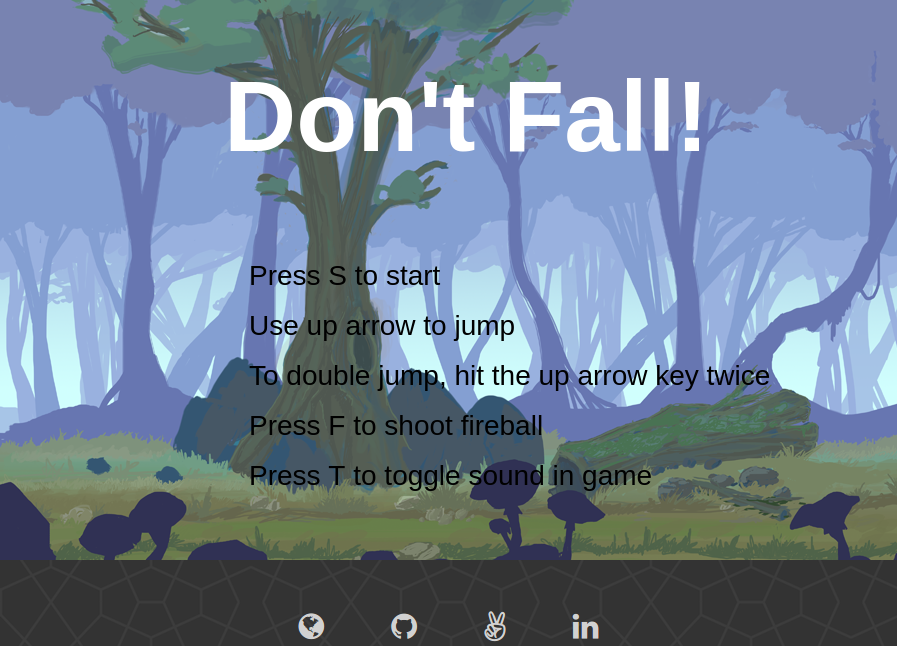 Don't Fall!
Press S to start
Use up arrow to jump
To double jump, hit the up arrow key twice
Press F to shoot fireball
Press T to toggle sound in game